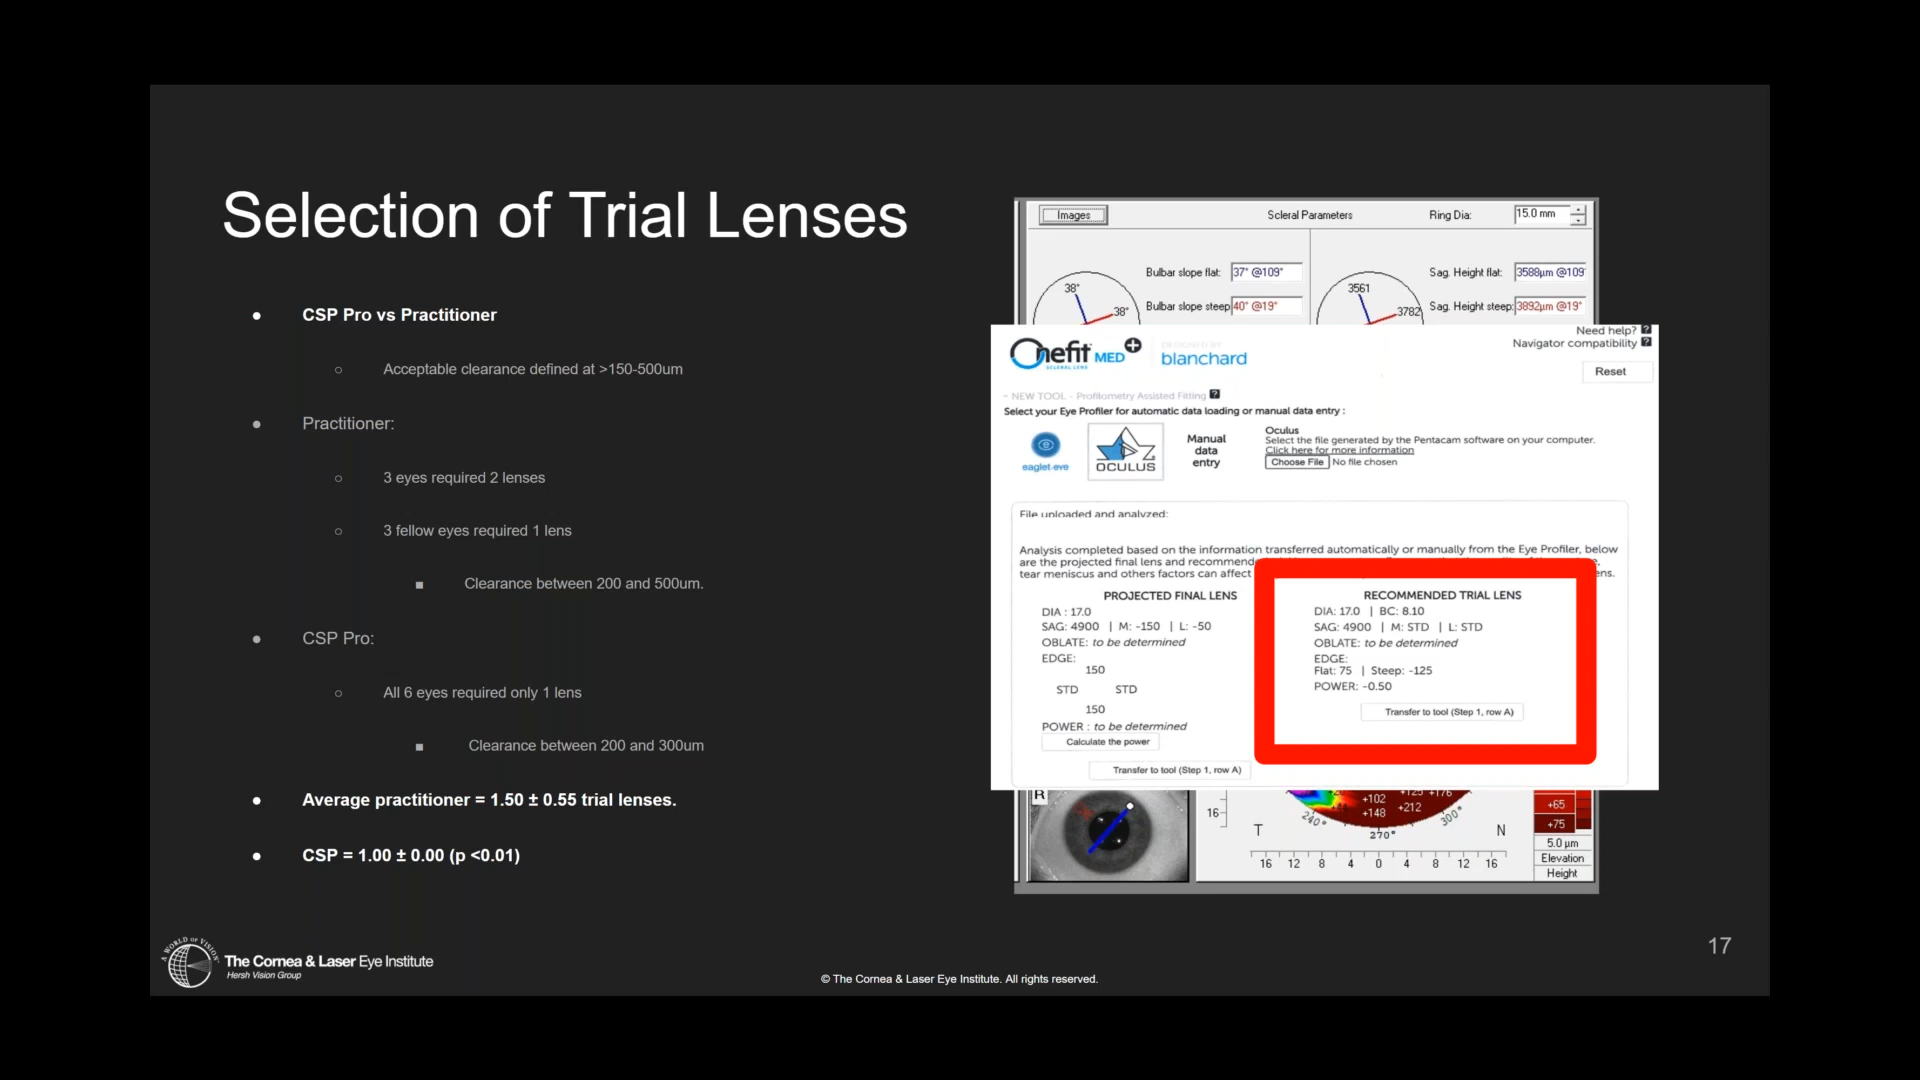 Selection of Trial Lenses
CSP Pro vs Practitioner
Acceptable clearance defined at >150-500um
Practitioner:
3 eyes required 2 lenses
3 fellow eyes required 1 lens
Clearance between 200 and 500um.
CSP Pro:
All 6 eyes required only 1 lens
Clearance between 200 and 300um
Average practitioner = 1.50 ± 0.55 trial lenses.
CSP = 1.00 ± 0.00 (p <0.01)
Images Scleral Parameters Ring Dia: 15.0 mm
Bulbar slope flat: 37° @109° Sag. Height flat: 3588µm @109°
Bulbar slope steep: 40° @19° Sag. Height steep: 3892µm @19°
38° 38° 3561 3782
Need help? ?
Navigator compatibility ?
Reset
Onefit MED+
SCLERAL LENS
DESIGNED BY
blanchard
- NEW TOOL - Profilometry Assisted Fitting ?
Select your Eye Profiler for automatic data loading or manual data entry :
eaglet-eye
OCULUS
Manual
data
entry
Oculus
Select the file generated by the Pentacam software on your computer.
Click here for more information
Choose File No file chosen
File uploaded and analyzed:
Analysis completed based on the information transferred automatically or manually from the Eye Profiler, below
are the projected final lens and recommende
tear meniscus and others factors can affect ens.
PROJECTED FINAL LENS
DIA : 17.0
SAG: 4900 | M: -150 | L: -50
OBLATE: to be determined
EDGE:
150
STD STD
150
POWER : to be determined
Calculate the power
Transfer to tool (Step 1, row A)
RECOMMENDED TRIAL LENS
DIA: 17.0 | BC: 8.10
SAG: 4900 | M: STD | L: STD
OBLATE: to be determined
EDGE:
Flat: 75 | Steep: -125
POWER: -0.50
Transfer to tool (Step 1, row A)
R
16
+102 +125 +176
+148 +212
240° 270° 300°
T N
16 12 8 4 0 4 8 12 16
+65
+75
5.0 µm
Elevation
Height
A WORLD OF VISION
The Cornea & Laser Eye Institute
Hersh Vision Group
© The Cornea & Laser Eye Institute. All rights reserved.
17